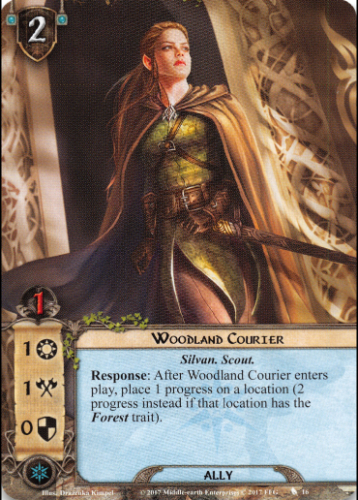 2
1
WOODLAND COURIER
1
Silvan. Scout.
Response: After Woodland Courier enters
play, place 1 progress on a location (2
progress instead if that location has the
Forest trait).
1
0
ALLY
© 2017 Middle-earth Enterprises © 2017 FFG 16